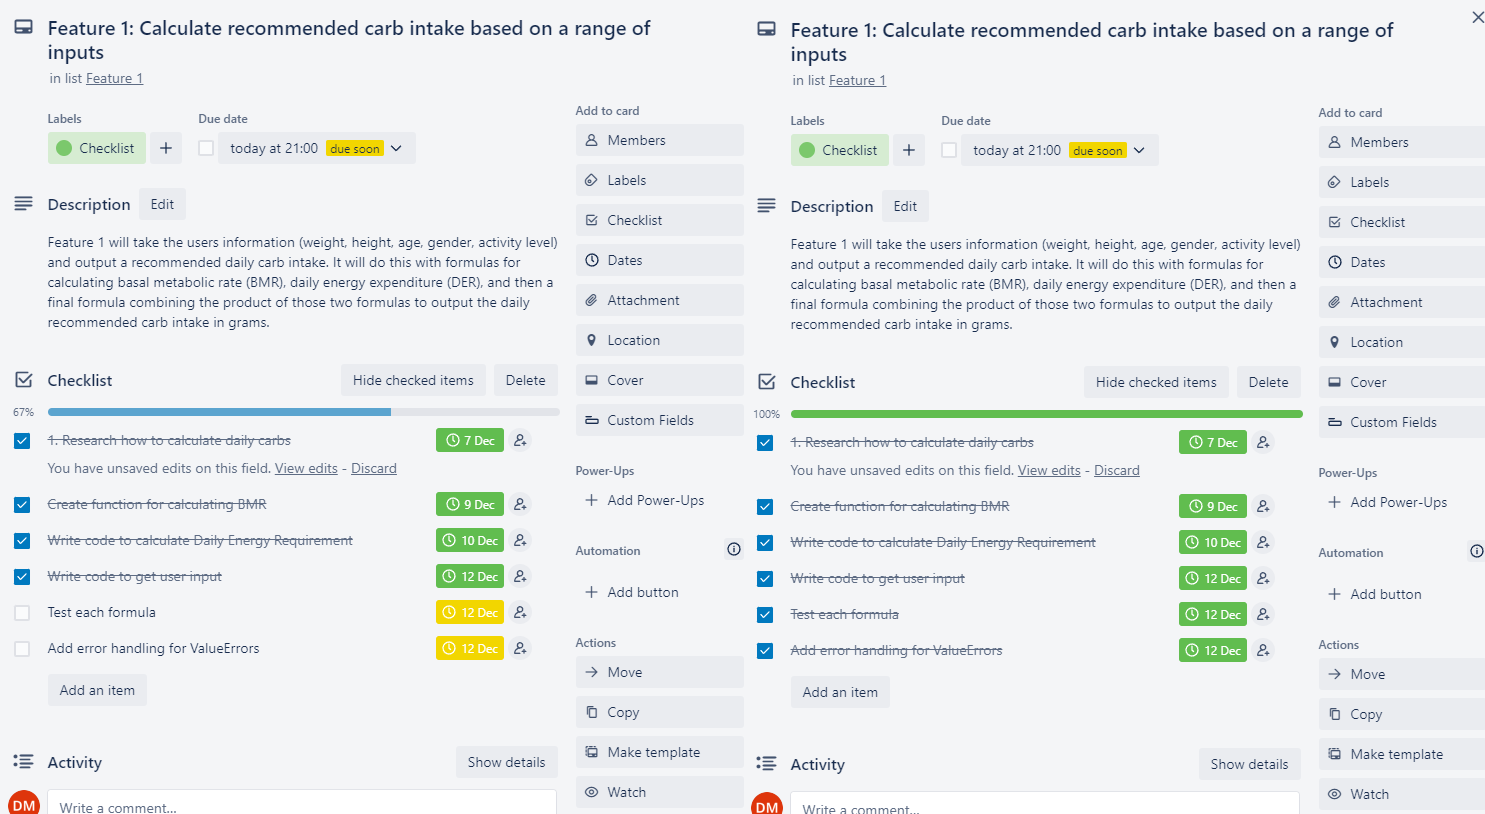 Feature 1: Calculate recommended carb intake based on a range of
inputs
in list Feature 1
Labels
Due date
Checklist
today at 21:00 due soon
Description
Edit
Feature 1 will take the users information (weight, height, age, gender, activity level)
and output a recommended daily carb intake. It will do this with formulas for
calculating basal metabolic rate (BMR), daily energy expenditure (DER), and then a
final formula combining the product of those two formulas to output the daily
recommended carb intake in grams.
Checklist
Hide checked items
Delete
67%
1. Research how to calculate daily carbs
7 Dec
You have unsaved edits on this field. View edits - Discard
Create function for calculating BMR
9 Dec
Write code to calculate Daily Energy Requirement
10 Dec
Write code to get user input
12 Dec
Test each formula
12 Dec
Add error handling for ValueErrors
12 Dec
Add an item
Activity
Show details
DM
Write a comment...
Add to card
Members
Labels
Checklist
Dates
Attachment
Location
Cover
Custom Fields
Power-Ups
+ Add Power-Ups
Automation
+ Add button
Actions
Move
Copy
Make template
Watch
Feature 1: Calculate recommended carb intake based on a range of
inputs
in list Feature 1
Labels
Due date
Checklist
today at 21:00 due soon
Description
Edit
Feature 1 will take the users information (weight, height, age, gender, activity level)
and output a recommended daily carb intake. It will do this with formulas for
calculating basal metabolic rate (BMR), daily energy expenditure (DER), and then a
final formula combining the product of those two formulas to output the daily
recommended carb intake in grams.
Checklist
Hide checked items
Delete
100%
1. Research how to calculate daily carbs
7 Dec
You have unsaved edits on this field. View edits - Discard
Create function for calculating BMR
9 Dec
Write code to calculate Daily Energy Requirement
10 Dec
Write code to get user input
12 Dec
Test each formula
12 Dec
Add error handling for ValueErrors
12 Dec
Add an item
Activity
Show details
DM
Write a comment...
Add to card
Members
Labels
Checklist
Dates
Attachment
Location
Cover
Custom Fields
Power-Ups
+ Add Power-Ups
Automation
+ Add button
Actions
Move
Copy
Make template
Watch